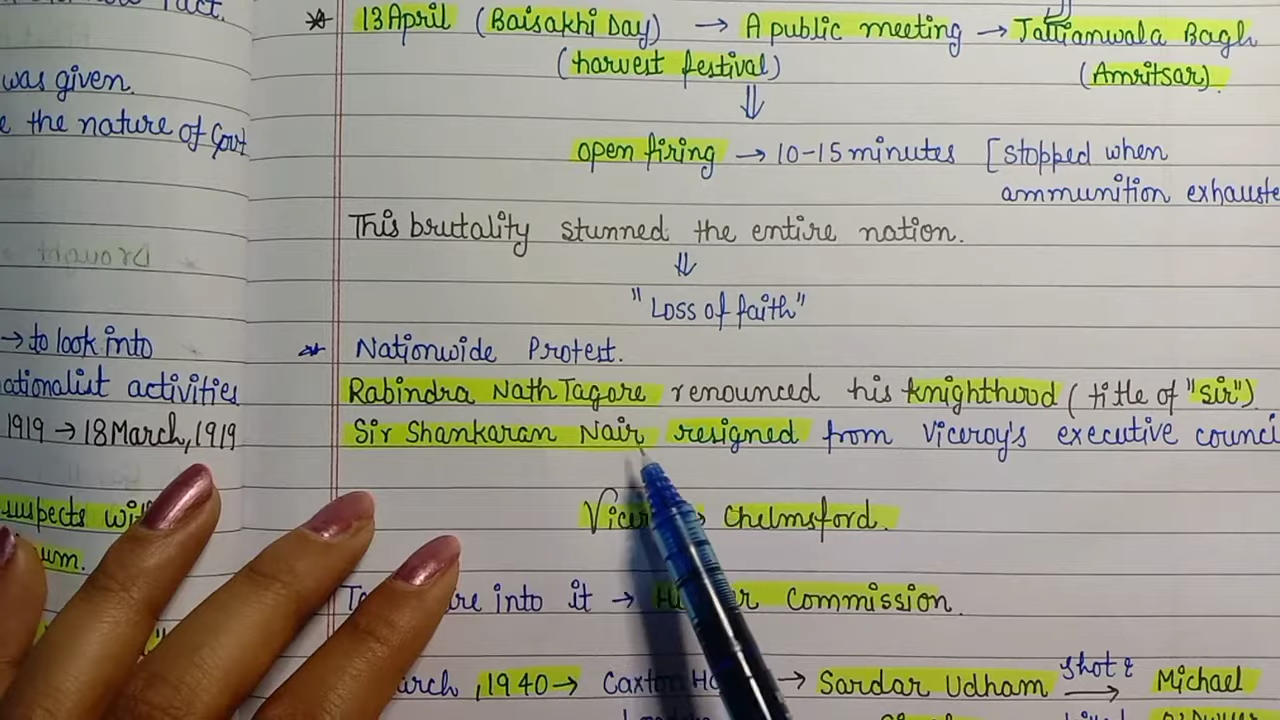 was given.
the nature of Govt
→ to look into
nationalist activities
1919 → 18 March, 1919
suspects
☆ 13 April (Baisakhi Day) → A public meeting → Jallianwala Bagh
(harvest festival) (Amritsar).
⇓
open firing → 10-15 minutes [stopped when
ammunition
This brutality stunned the entire nation.
⇓
"Loss of faith"
☆ Nationwide Protest.
Rabindra Nath Tagore renounced his knighthood (title of "Sir").
Sir Shankaran Nair resigned from Viceroy's executive
→ Chelmsford.
into it → Commission.
, 1940 → Caxton → Sardar Udham shot & → Michael